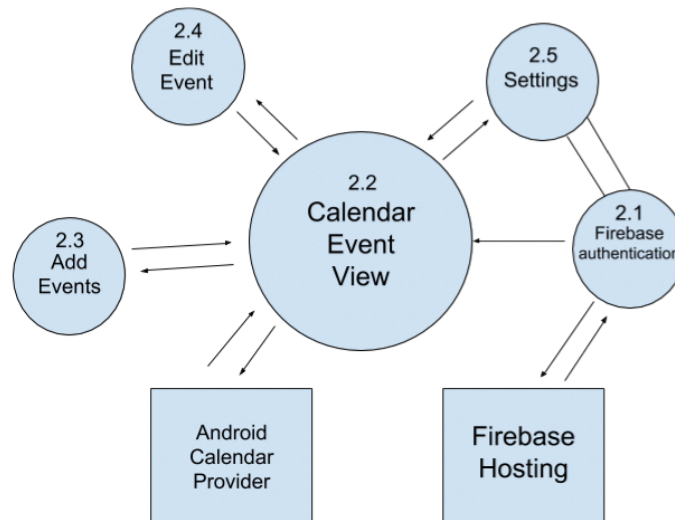 2.4
Edit
Event
2.5
Settings
2.2
Calendar
Event
View
2.1
Firebase
authentication
2.3
Add
Events
Android
Calendar
Provider
Firebase
Hosting